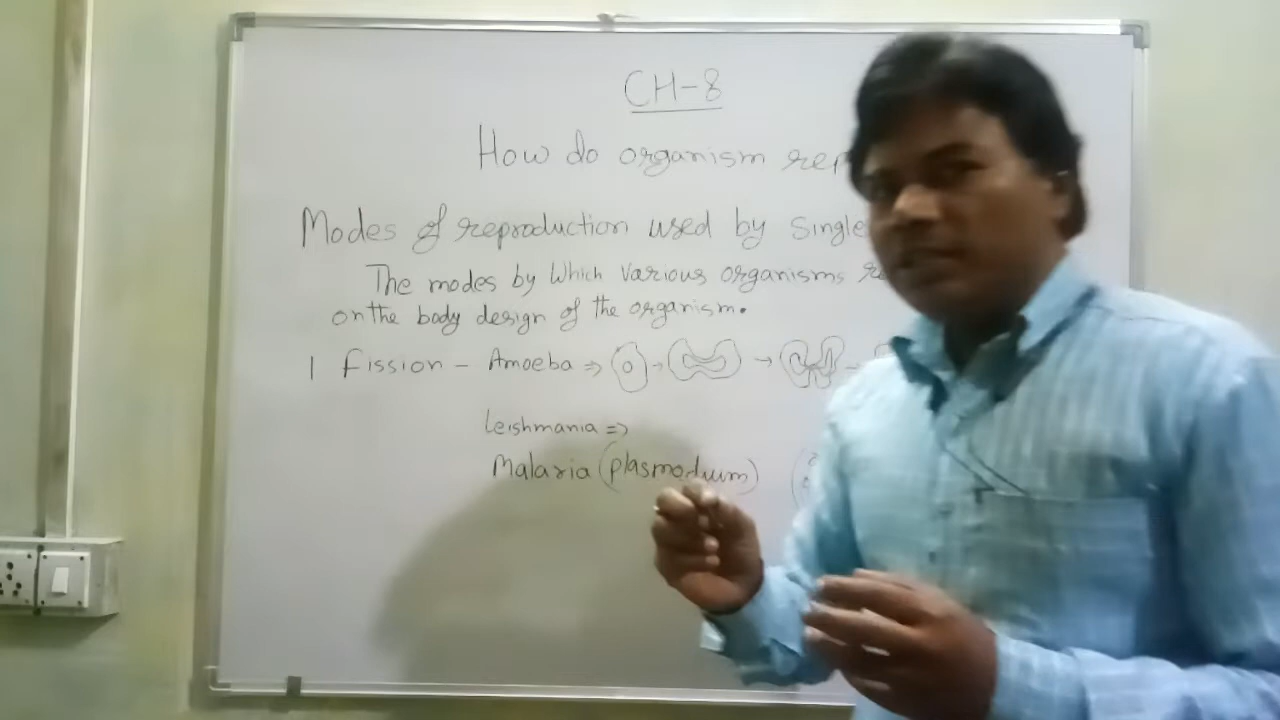 CH-8
How do organism rep
Modes of reproduction used by Single
The modes by Which various organisms re
on the body design of the organism.
1 Fission - Amoeba ⇒ → →
Leishmania =>
Malaria (plasmodium)